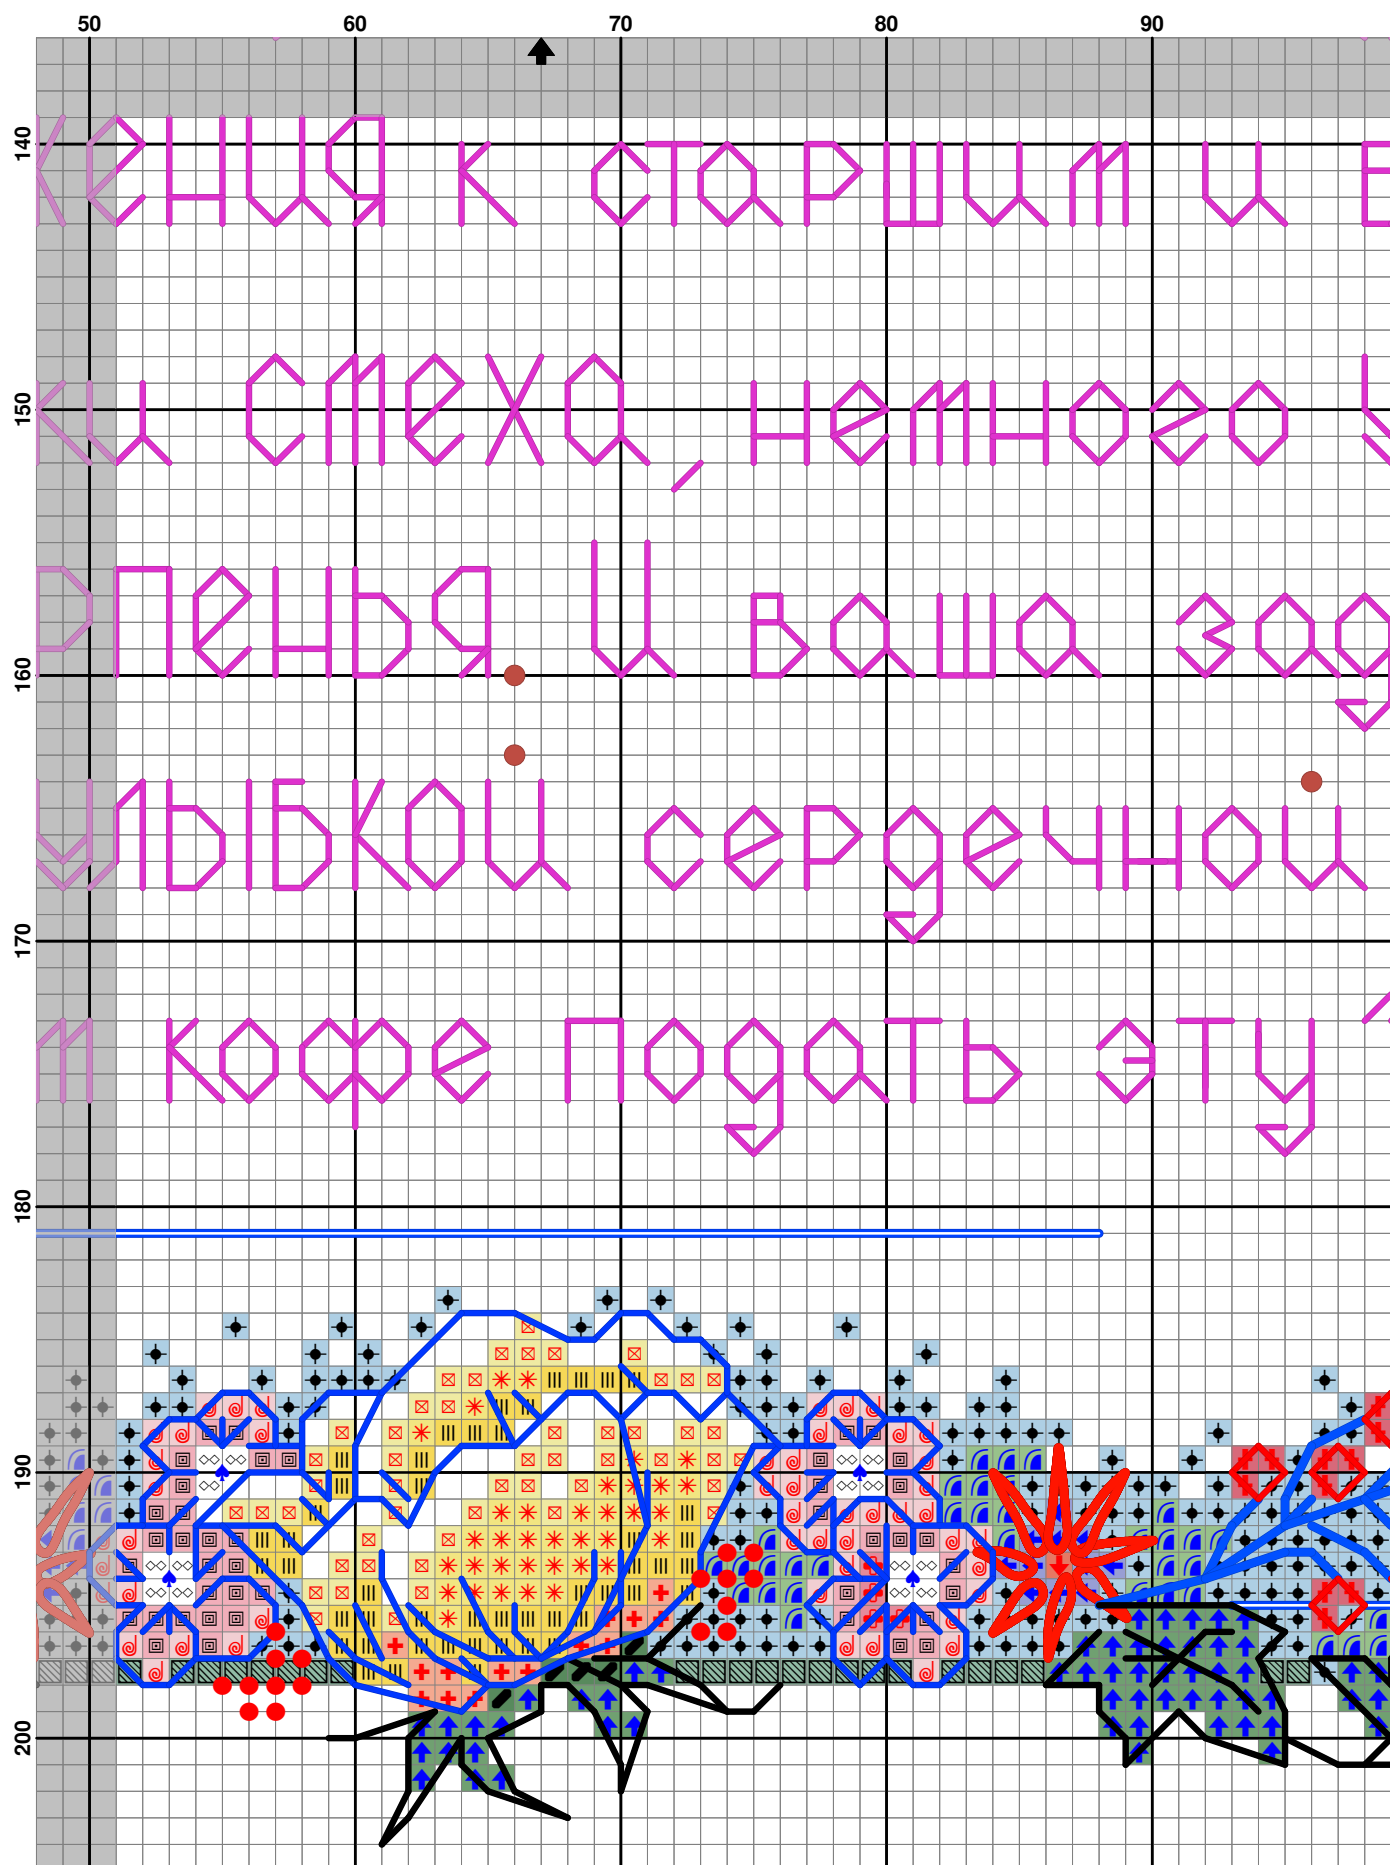 50 60 70 80 90
140
жения к старшим и в
150
ки смеха, немного
рпенья И ваша зад
160
лыбкой сердечной
170
м кофе подать эту
180
190
200